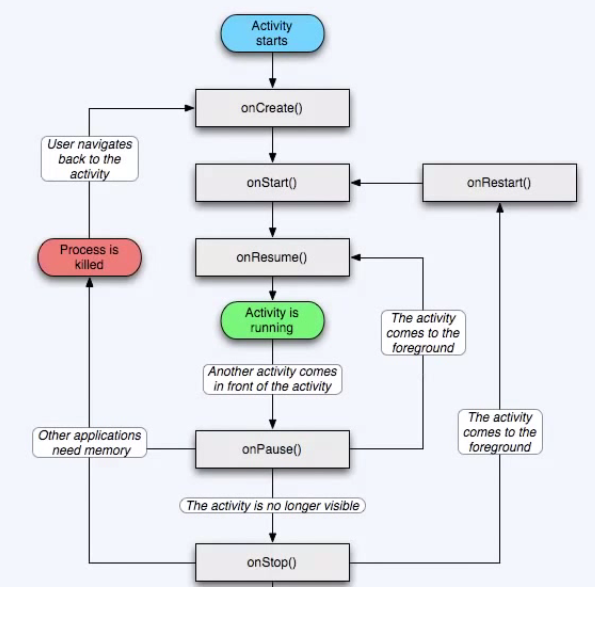 Activity
starts
onCreate()
User navigates
back to the
activity
onStart()
onRestart()
Process is
killed
onResume()
Activity is
running
The activity
comes to the
foreground
Another activity comes
in front of the activity
The activity
comes to the
foreground
Other applications
need memory
onPause()
The activity is no longer visible
onStop()